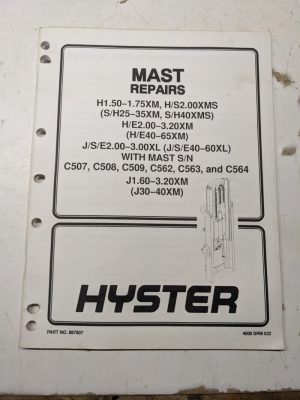 MAST
REPAIRS
H1.50–1.75XM, H/S2.00XMS
(S/H25–35XM, S/H40XMS)
H/E2.00–3.20XM
(H/E40–65XM)
J/S/E2.00–3.00XL (J/S/E40–60XL)
WITH MAST S/N
C507, C508, C509, C562, C563, and C564
J1.60–3.20XM
(J30–40XM)
HYSTER
PART NO. 897907
4000 SRM 522